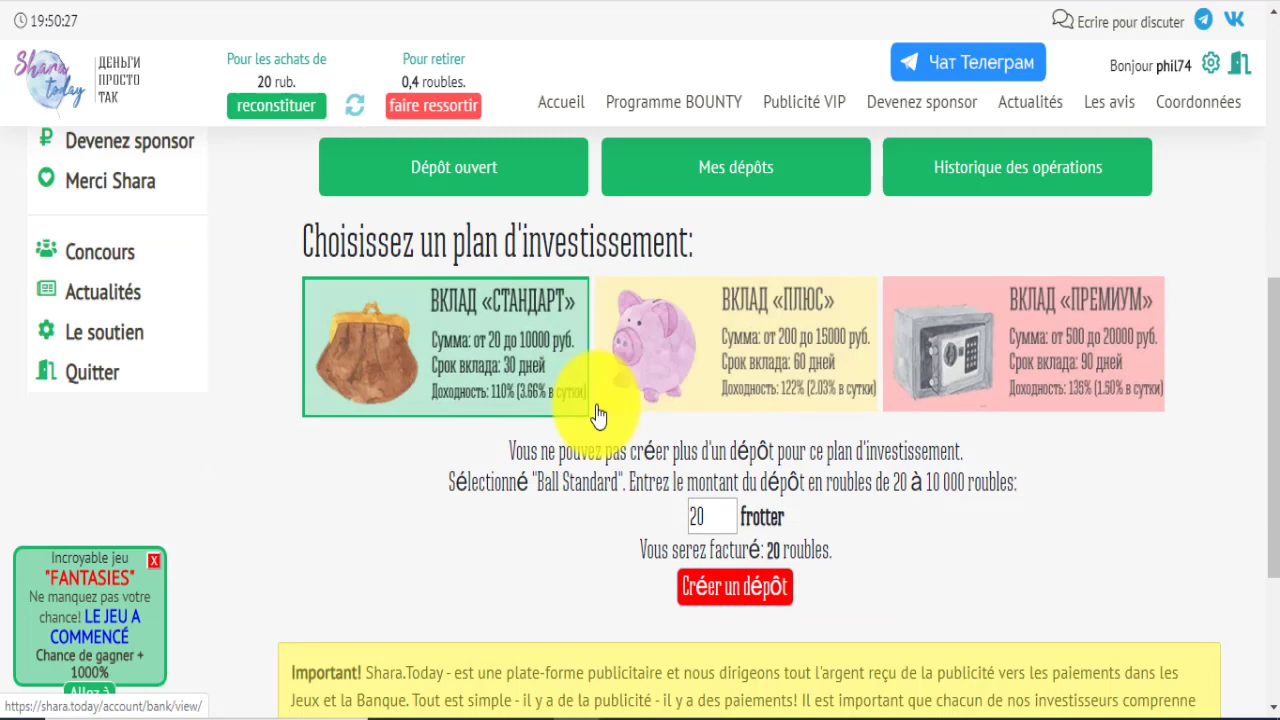 19:50:27
Ecrire pour discuter
Shara today
ДЕНЬГИ
ПРОСТО
ТАК
Pour les achats de
20 rub.
reconstituer
Pour retirer
0,4 roubles.
faire ressortir
Чат Телеграм
Bonjour phil74
Accueil
Programme BOUNTY
Publicité VIP
Devenez sponsor
Actualités
Les avis
Coordonnées
Devenez sponsor
Merci Shara
Concours
Actualités
Le soutien
Quitter
Dépôt ouvert
Mes dépôts
Historique des opérations
Choisissez un plan d'investissement:
ВКЛАД «СТАНДАРТ»
Сумма: от 20 до 10000 руб.
Срок вклада: 30 дней
Доходность: 110% (3.66% в сутки)
ВКЛАД «ПЛЮС»
Сумма: от 200 до 15000 руб.
Срок вклада: 60 дней
Доходность: 122% (2.03% в сутки)
ВКЛАД «ПРЕМИУМ»
Сумма: от 500 до 20000 руб.
Срок вклада: 90 дней
Доходность: 135% (1.50% в сутки)
Vous ne pouvez pas créer plus d'un dépôt pour ce plan d'investissement.
Sélectionné "Ball Standard". Entrez le montant du dépôt en roubles de 20 à 10 000 roubles:
20 frotter
Vous serez facturé: 20 roubles.
Créer un dépôt
Incroyable jeu
"FANTASIES"
Ne manquez pas votre
chance! LE JEU A
COMMENCÉ
Chance de gagner +
1000%
Allez à
X
Important! Shara.Today - est une plate-forme publicitaire et nous dirigeons tout l'argent reçu de la publicité vers les paiements dans les
Jeux et la Banque. Tout est simple - il y a de la publicité - il y a des paiements! Il est important que chacun de nos investisseurs comprenne
https://shara.today/account/bank/view/